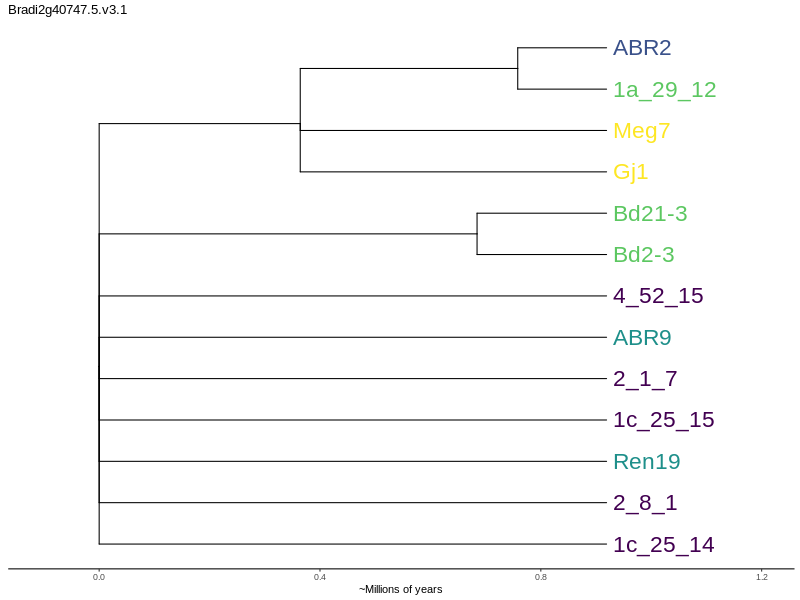 Bradi2g40747.5.v3.1
ABR2
1a_29_12
Meg7
Gj1
Bd21-3
Bd2-3
4_52_15
ABR9
2_1_7
1c_25_15
Ren19
2_8_1
1c_25_14
0.0 0.4 0.8 1.2
~Millions of years